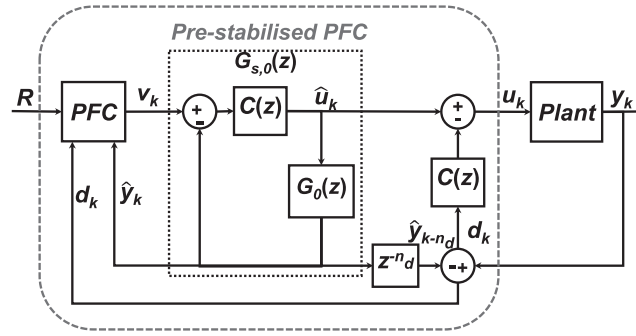 Pre-stabilised PFC
G_{s,0}(z)
R
PFC
v_k
+
-
C(z)
û_k
+
-
u_k
Plant
y_k
G_0(z)
C(z)
d_k
ŷ_k
ŷ_{k-n_d}
d_k
z^{-n_d}
-+